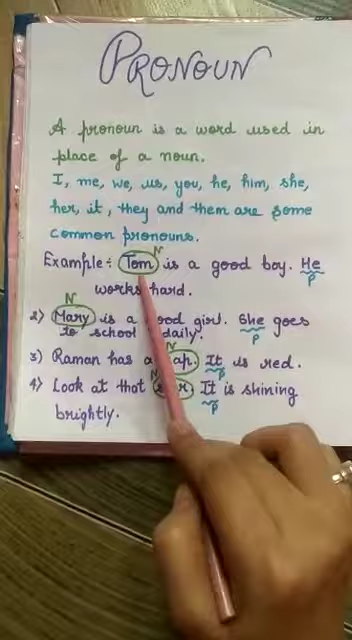 PRONOUN
A pronoun is a word used in
place of a noun.
I, me, we, us, you, he, him, she,
her, it, they and them are some
common pronouns.
N
Example:- Tom is a good boy. He
P
works hard.
N
2) Mary is a good girl. She goes
P
to school daily.
N
3) Raman has a cap. It is red.
P
N
4) Look at that It is shining
P
brightly.